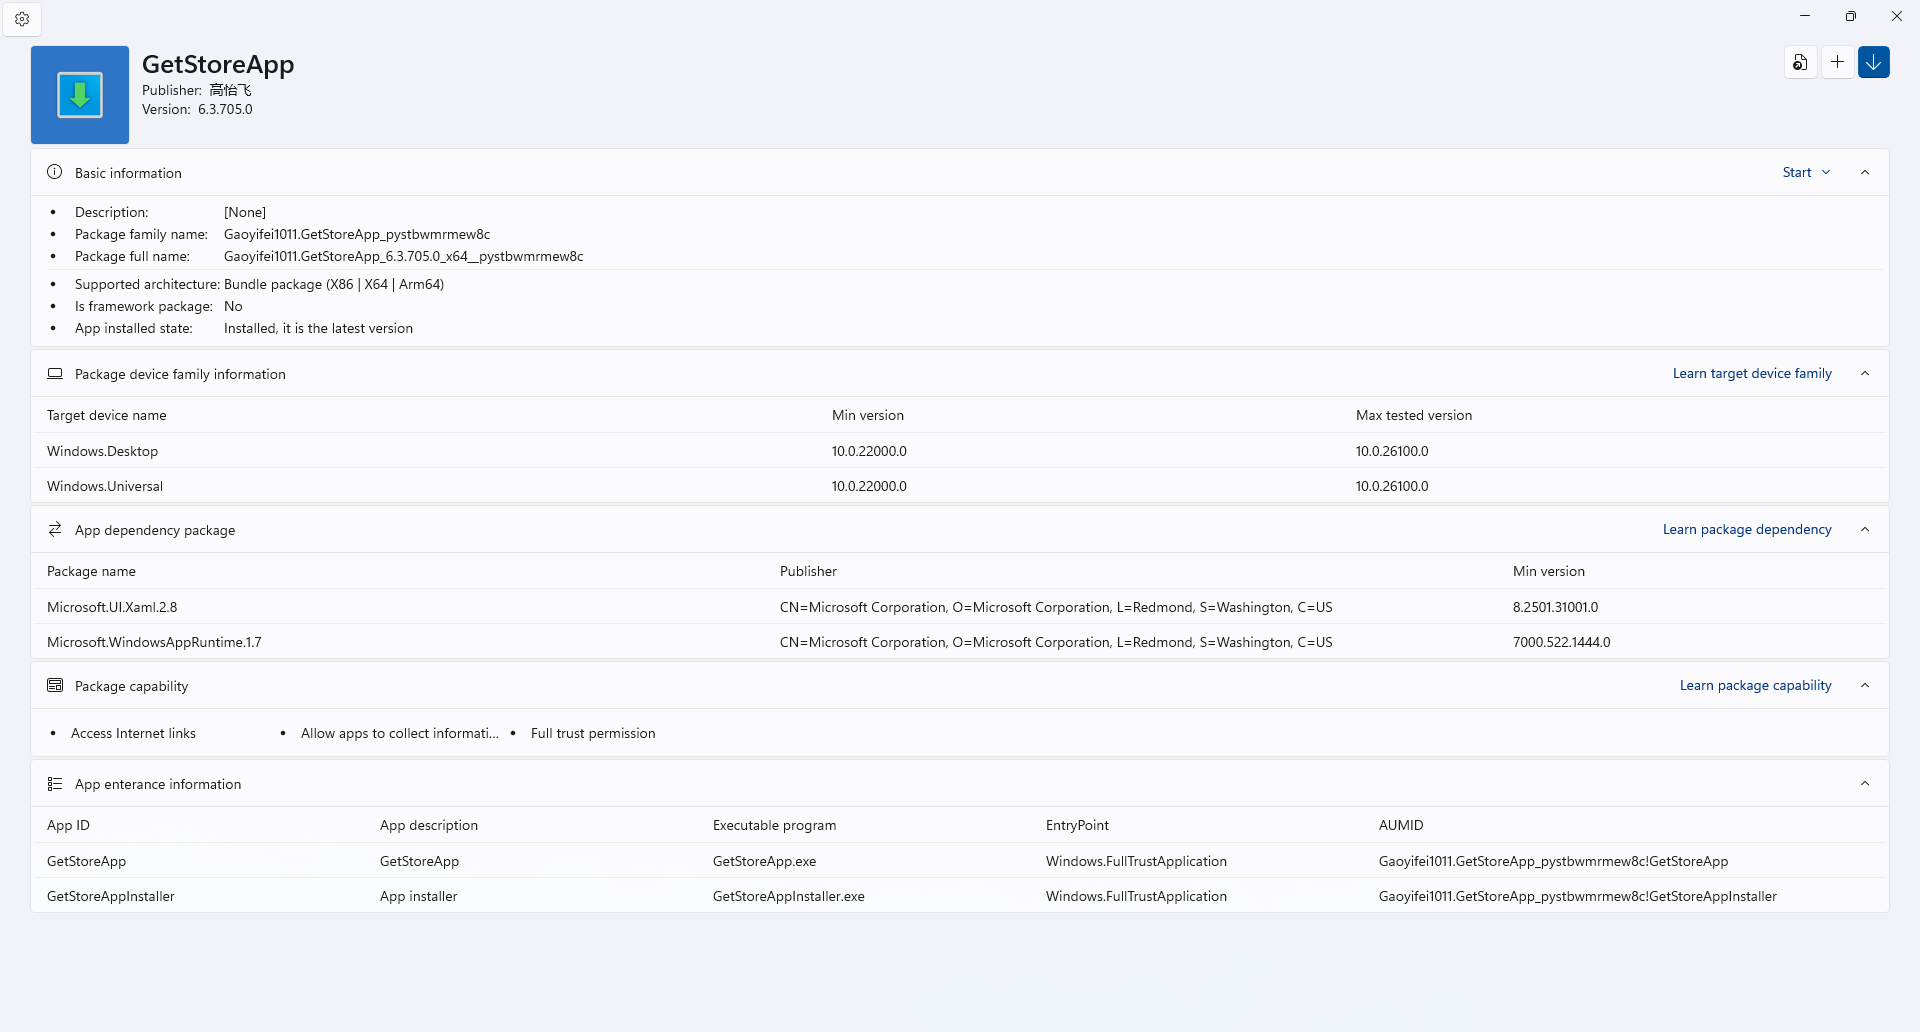 GetStoreApp
Publisher: 高怡飞
Version: 6.3.705.0
Basic information
Start
• Description: [None]
• Package family name: Gaoyifei1011.GetStoreApp_pystbwmrmew8c
• Package full name: Gaoyifei1011.GetStoreApp_6.3.705.0_x64__pystbwmrmew8c
• Supported architecture: Bundle package (X86 | X64 | Arm64)
• Is framework package: No
• App installed state: Installed, it is the latest version
Package device family information
Learn target device family
Target device name Min version Max tested version
Windows.Desktop 10.0.22000.0 10.0.26100.0
Windows.Universal 10.0.22000.0 10.0.26100.0
App dependency package
Learn package dependency
Package name Publisher Min version
Microsoft.UI.Xaml.2.8 CN=Microsoft Corporation, O=Microsoft Corporation, L=Redmond, S=Washington, C=US 8.2501.31001.0
Microsoft.WindowsAppRuntime.1.7 CN=Microsoft Corporation, O=Microsoft Corporation, L=Redmond, S=Washington, C=US 7000.522.1444.0
Package capability
Learn package capability
• Access Internet links • Allow apps to collect informati... • Full trust permission
App enterance information
App ID App description Executable program EntryPoint AUMID
GetStoreApp GetStoreApp GetStoreApp.exe Windows.FullTrustApplication Gaoyifei1011.GetStoreApp_pystbwmrmew8c!GetStoreApp
GetStoreAppInstaller App installer GetStoreAppInstaller.exe Windows.FullTrustApplication Gaoyifei1011.GetStoreApp_pystbwmrmew8c!GetStoreAppInstaller